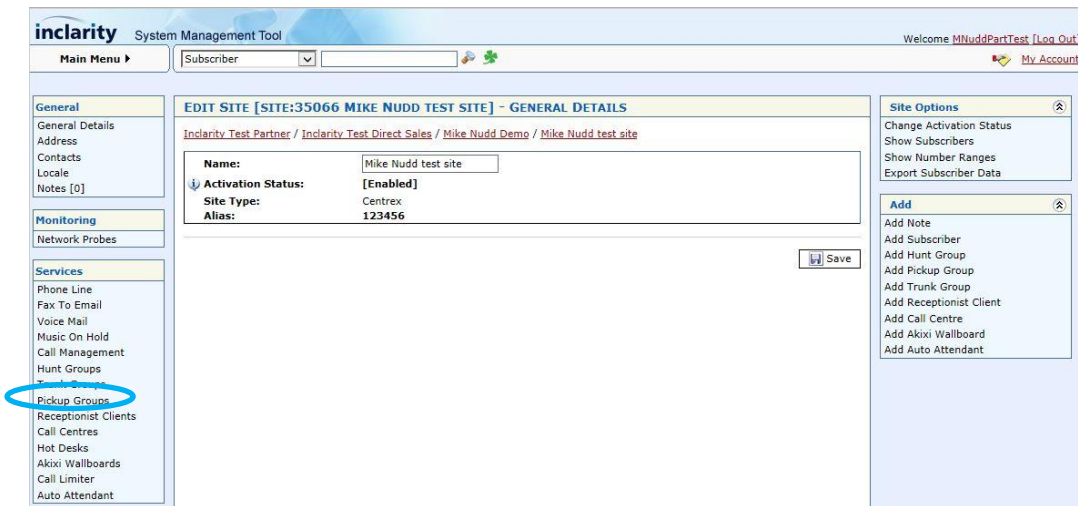 inclarity System Management Tool
Welcome MNuddPartTest [Log Out]
Main Menu
Subscriber
My Account
General
General Details
Address
Contacts
Locale
Notes [0]
Monitoring
Network Probes
Services
Phone Line
Fax To Email
Voice Mail
Music On Hold
Call Management
Hunt Groups
Trunk Groups
Pickup Groups
Receptionist Clients
Call Centres
Hot Desks
Akixi Wallboards
Call Limiter
Auto Attendant
EDIT SITE [SITE:35066 MIKE NUDD TEST SITE] - GENERAL DETAILS
Inclarity Test Partner / Inclarity Test Direct Sales / Mike Nudd Demo / Mike Nudd test site
Name: Mike Nudd test site
Activation Status: [Enabled]
Site Type: Centrex
Alias: 123456
Save
Site Options
Change Activation Status
Show Subscribers
Show Number Ranges
Export Subscriber Data
Add
Add Note
Add Subscriber
Add Hunt Group
Add Pickup Group
Add Trunk Group
Add Receptionist Client
Add Call Centre
Add Akixi Wallboard
Add Auto Attendant